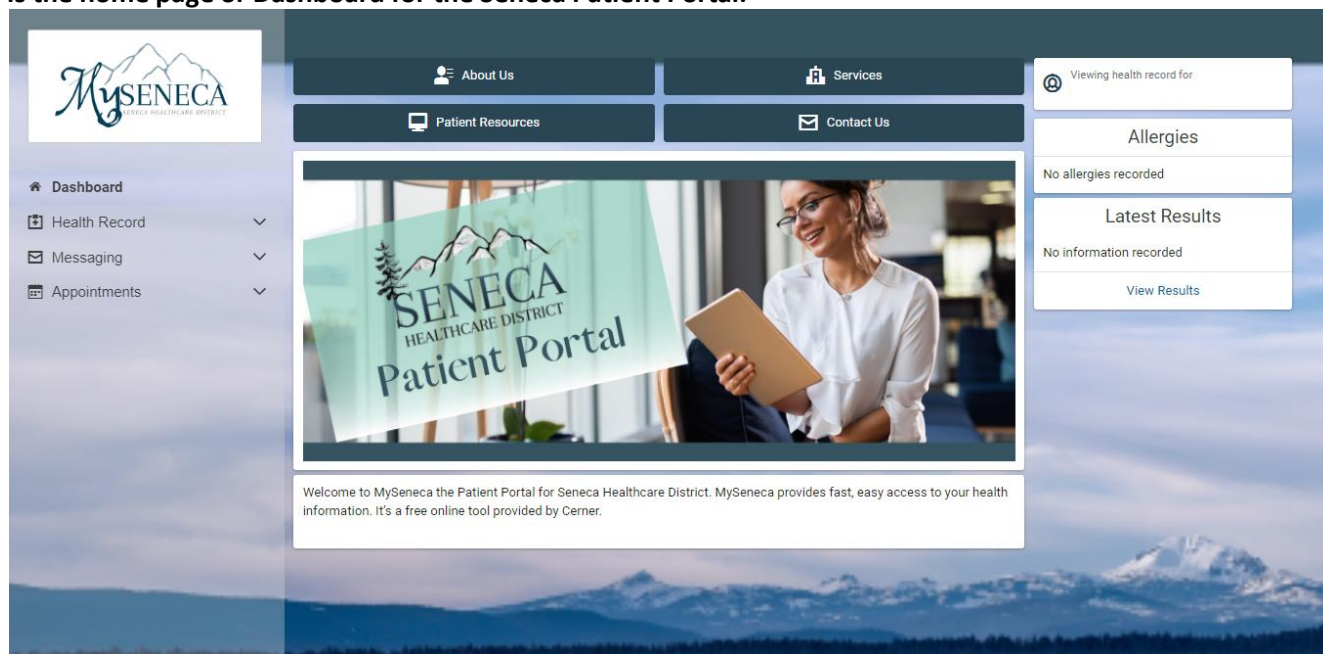 is the home page or Dashboard for the Seneca Patient Portal.
MySENECA
SENECA HEALTHCARE DISTRICT
Dashboard
Health Record
Messaging
Appointments
About Us
Services
Patient Resources
Contact Us
SENECA
HEALTHCARE DISTRICT
Patient Portal
Welcome to MySeneca the Patient Portal for Seneca Healthcare District. MySeneca provides fast, easy access to your health
information. It's a free online tool provided by Cerner.
Viewing health record for
Allergies
No allergies recorded
Latest Results
No information recorded
View Results